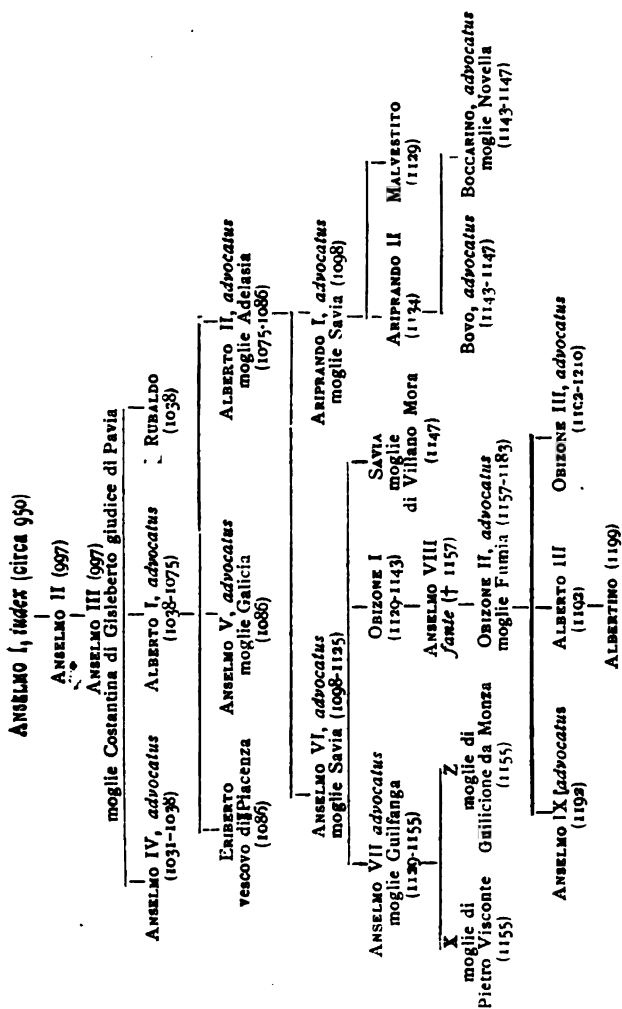 ANSELMO I, iudex (circa 950)
ANSELMO II (997)
ANSELMO III (997)
moglie Costantina di Gisleberto giudice di Pavia
ANSELMO IV, advocatus
(1031-1038)
ALBERTO I, advocatus
(1038-1075)
RUBALDO
(1038)
ERIBERTO
vescovo di Piacenza
(1086)
ANSELMO V, advocatus
moglie Galicia
(1086)
ALBERTO II, advocatus
moglie Adelasia
(1075-1086)
ANSELMO VI, advocatus
moglie Savia (1098-1125)
ARIPRANDO I, advocatus
moglie Savia (1098)
ANSELMO VII advocatus
moglie Guilfanga
(1129-1155)
OBIZONE I
(1129-1143)
SAVIA
moglie
di Villano Mora
(1147)
ARIPRANDO II
(1134)
MALVESTITO
(1129)
X
moglie di
Pietro Visconte
(1155)
Z
moglie di
Guilicione da Monza
(1155)
ANSELMO VIII
fante († 1157)
BOVO, advocatus
(1143-1147)
BOCCARINO, advocatus
moglie Novella
(1143-1147)
OBIZONE II, advocatus
moglie Fumia (1157-1183)
ANSELMO IX advocatus
(1192)
ALBERTO III
(1192)
OBIZONE III, advocatus
(1192-1210)
ALBERTINO (1199)